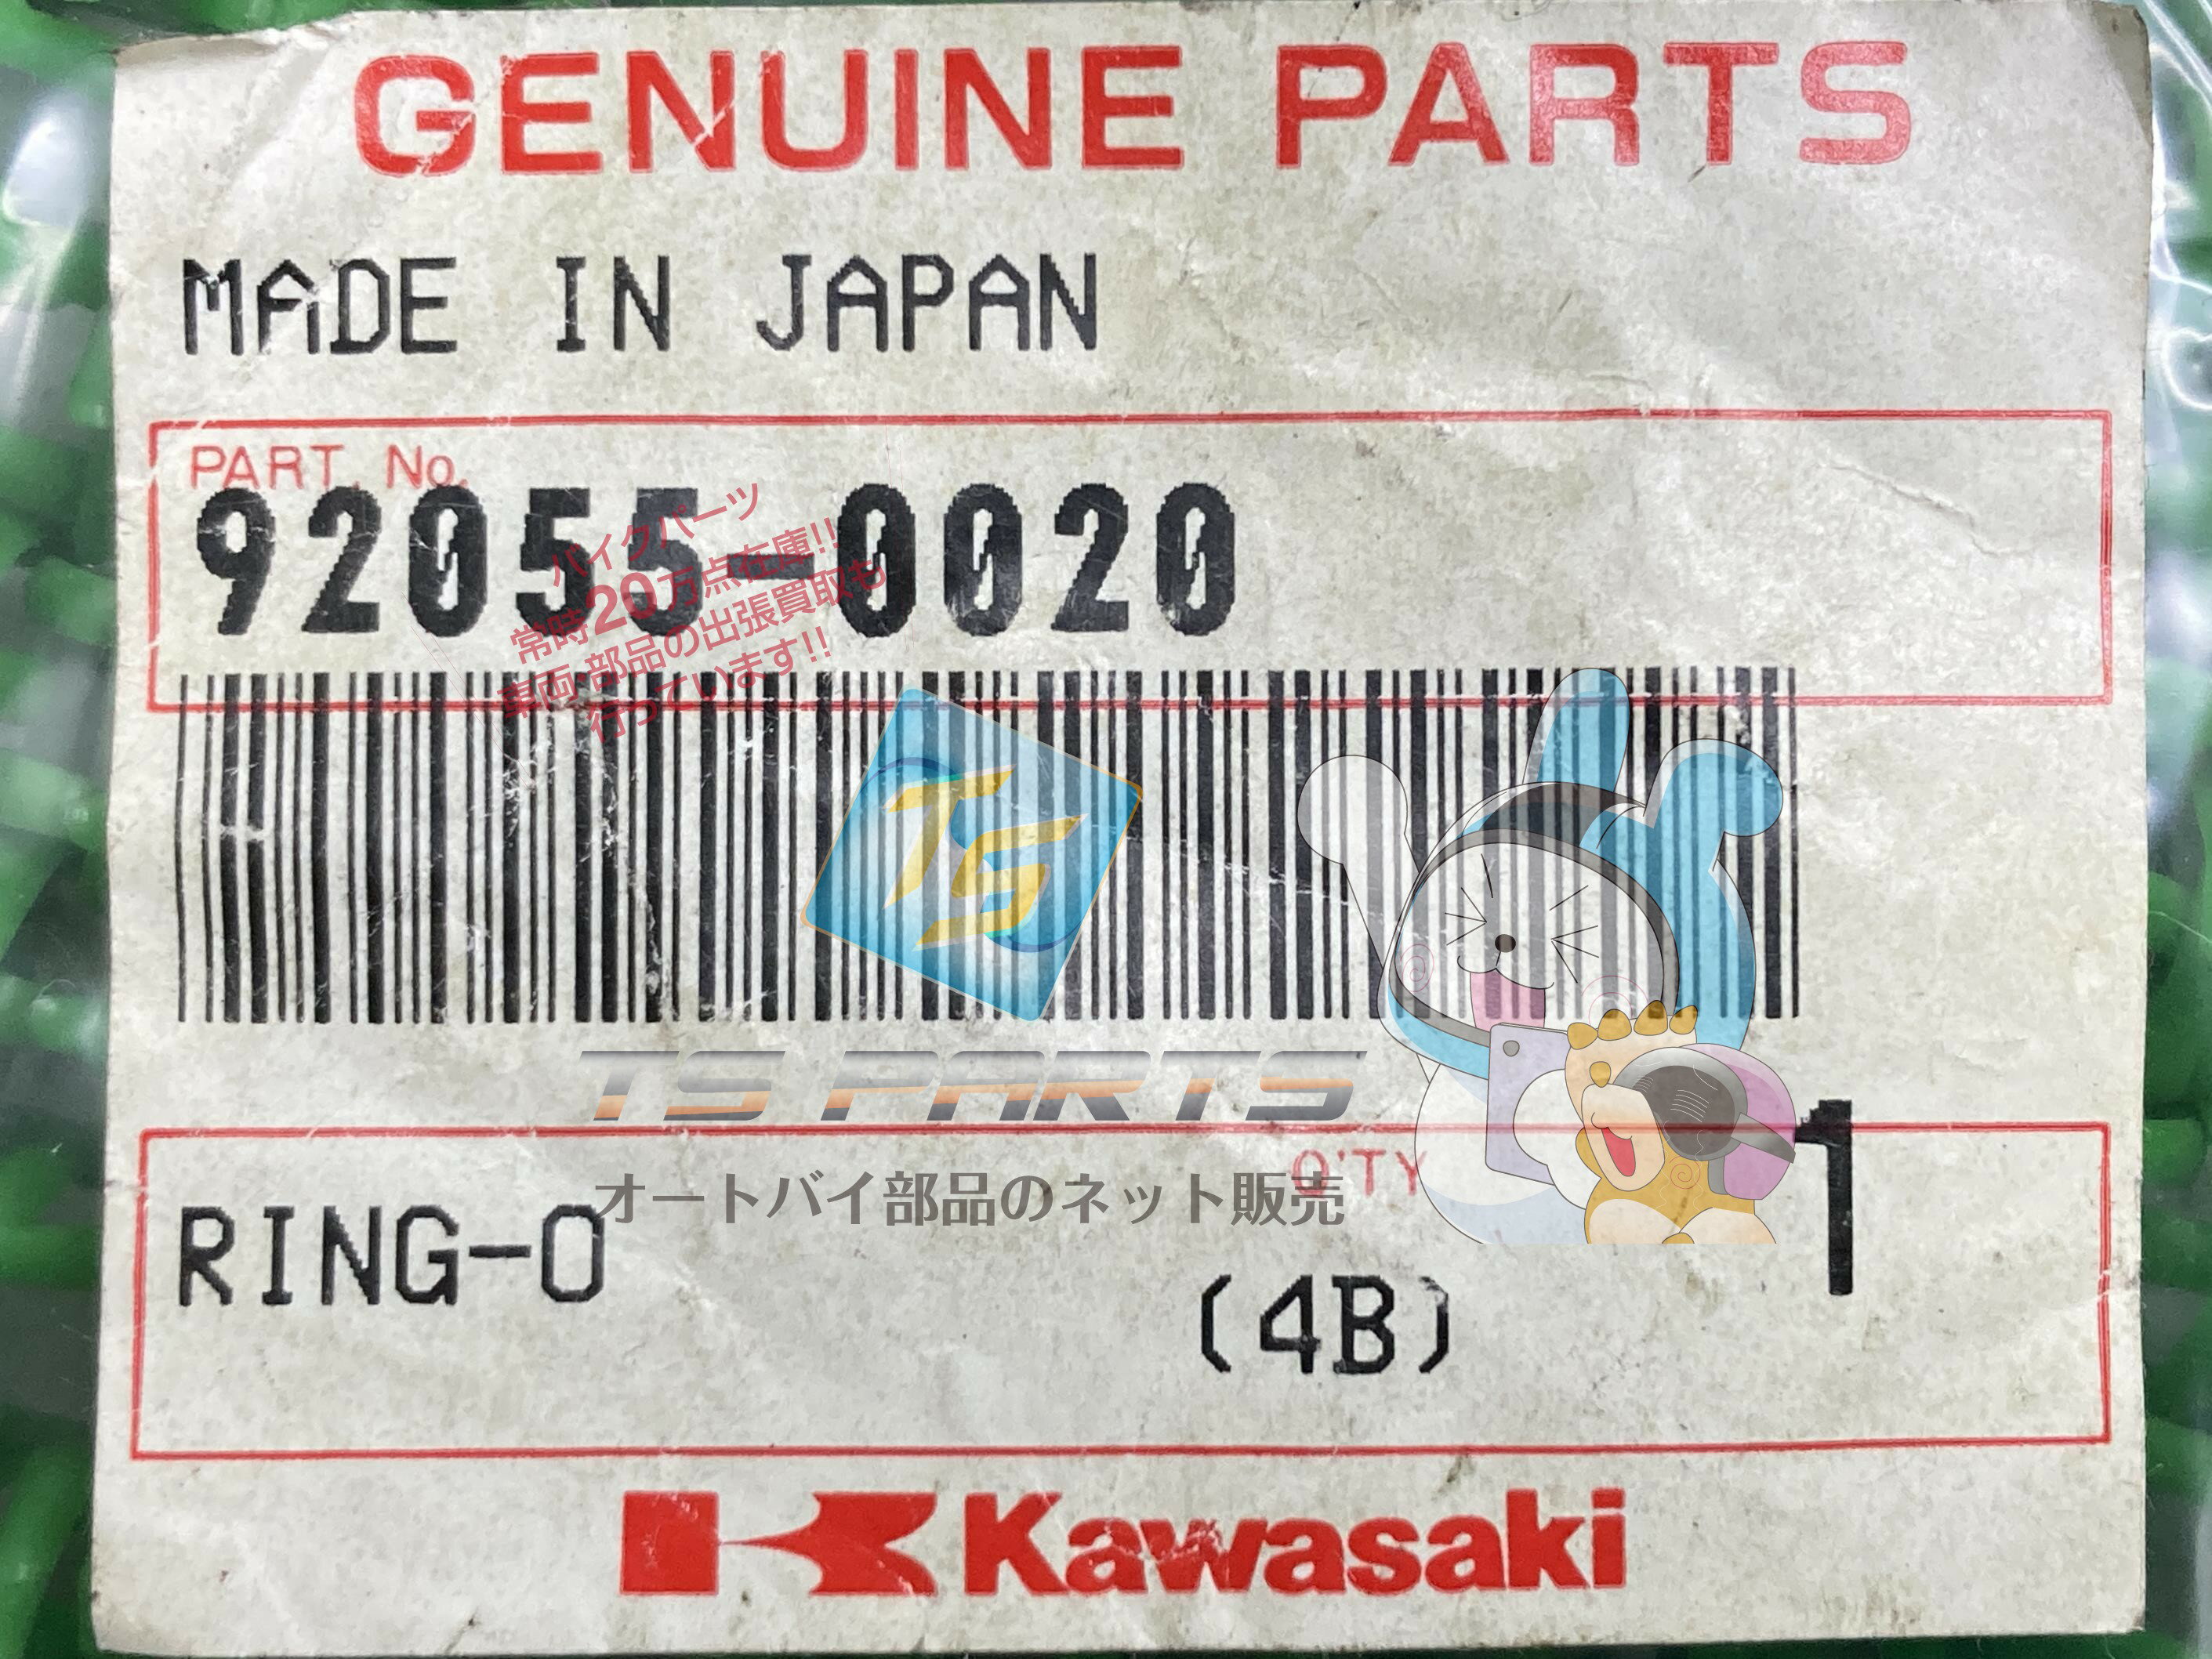 GENUINE PARTS
MADE IN JAPAN
PART. No.
92055-0020
バイクパーツ
常時20万点在庫!!
車両・部品の出張買取も
行っています!!
TS
TS PARTS
オートバイ部品のネット販売
Q'TY
1
RING-O
(4B)
Kawasaki